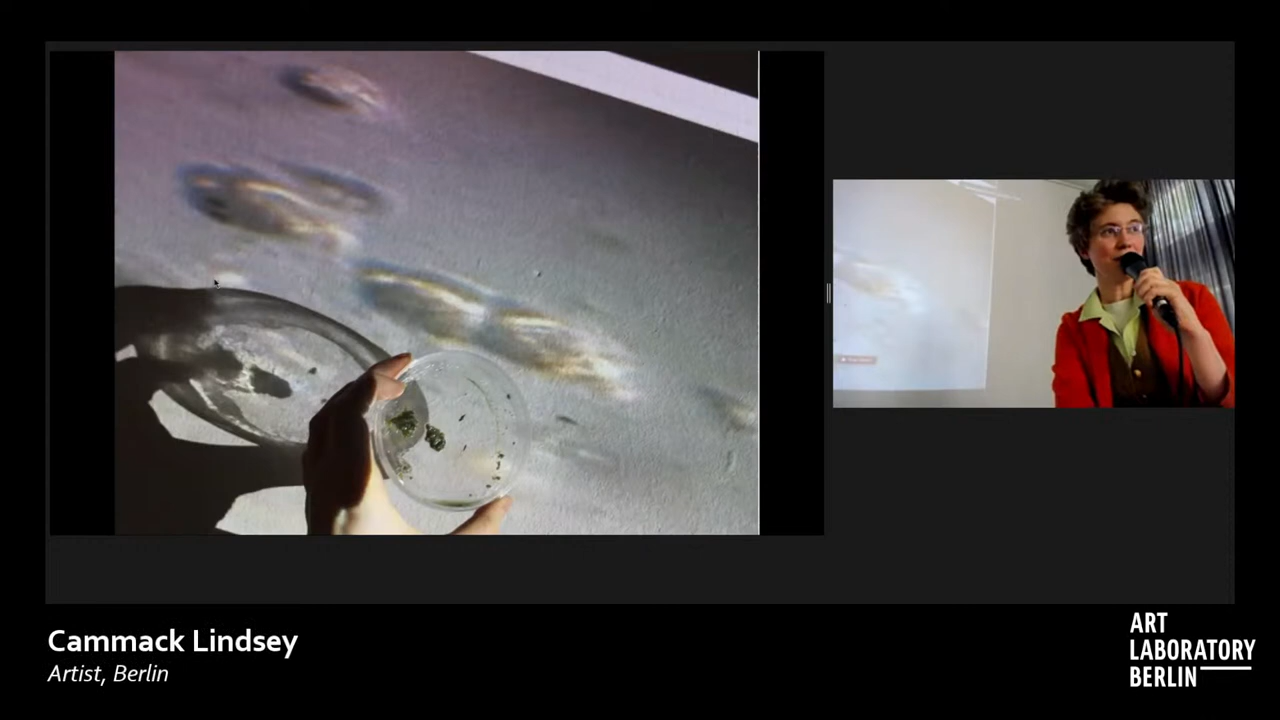 Cammack Lindsey
Artist, Berlin
ART
LABORATORY
BERLIN